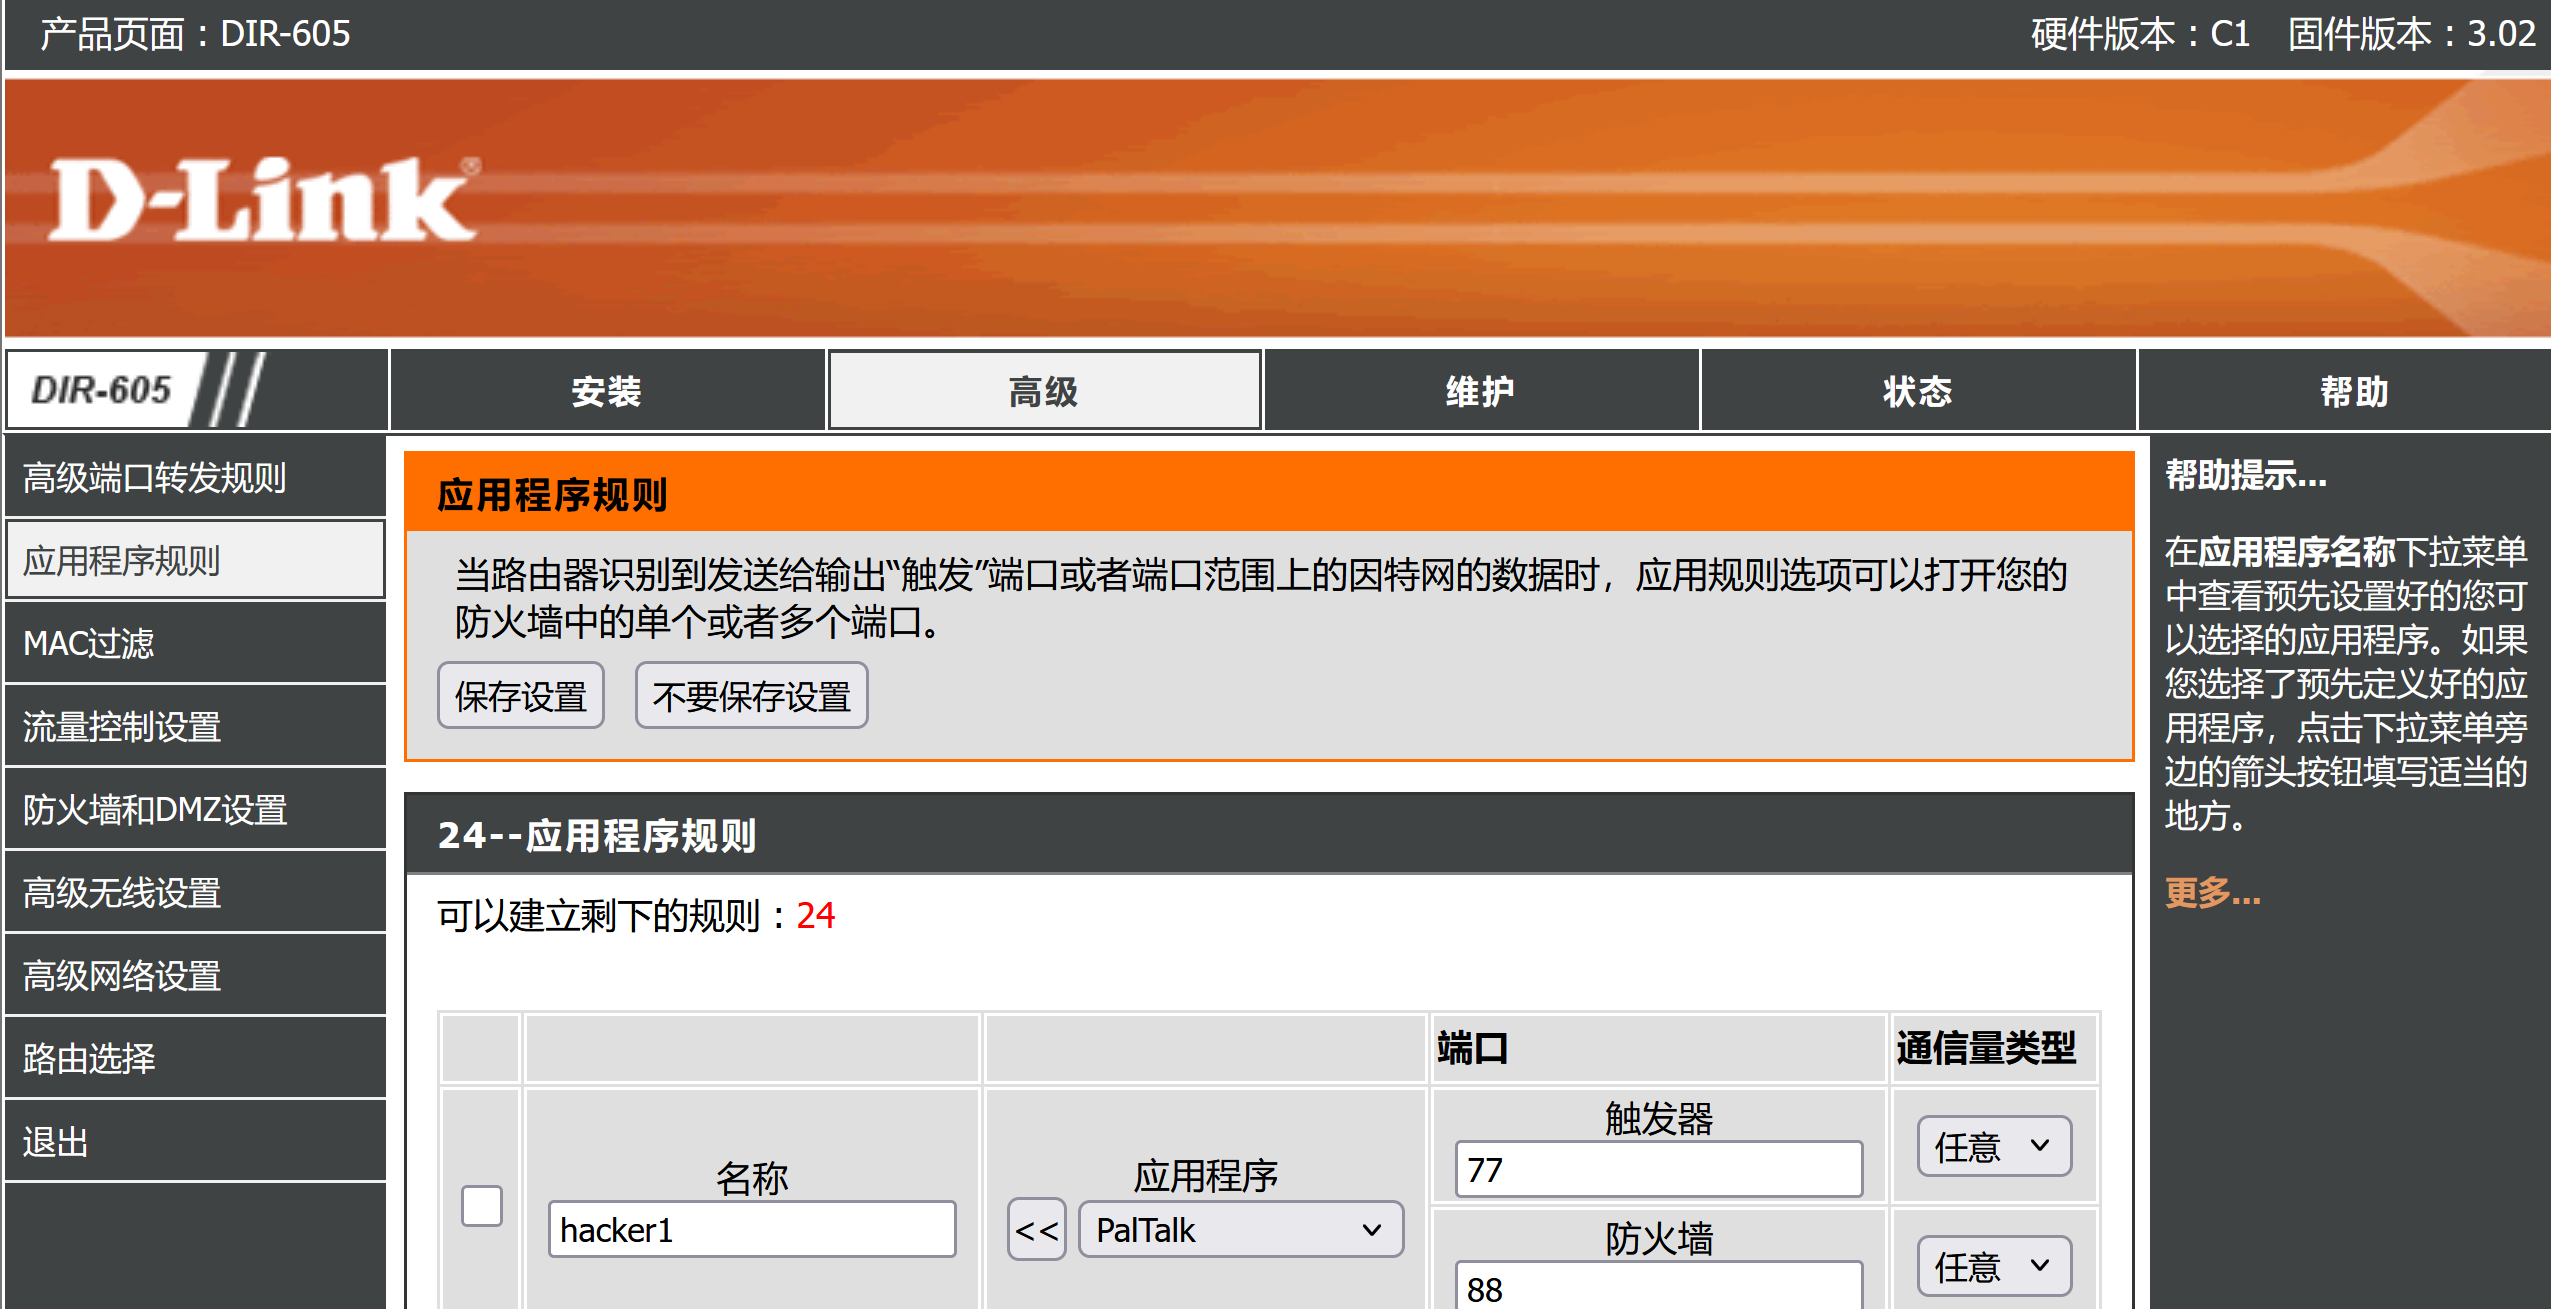 产品页面：DIR-605
硬件版本：C1 固件版本：3.02
D-Link®
DIR-605
安装
高级
维护
状态
帮助
高级端口转发规则
应用程序规则
MAC过滤
流量控制设置
防火墙和DMZ设置
高级无线设置
高级网络设置
路由选择
退出
应用程序规则
当路由器识别到发送给输出“触发”端口或者端口范围上的因特网的数据时，应用规则选项可以打开您的
防火墙中的单个或者多个端口。
保存设置
不要保存设置
24--应用程序规则
可以建立剩下的规则：24
端口
通信量类型
名称
hacker1
应用程序
<<
PalTalk
触发器
77
任意
防火墙
88
任意
帮助提示...
在应用程序名称下拉菜单
中查看预先设置好的您可
以选择的应用程序。如果
您选择了预先定义好的应
用程序，点击下拉菜单旁
边的箭头按钮填写适当的
地方。
更多...